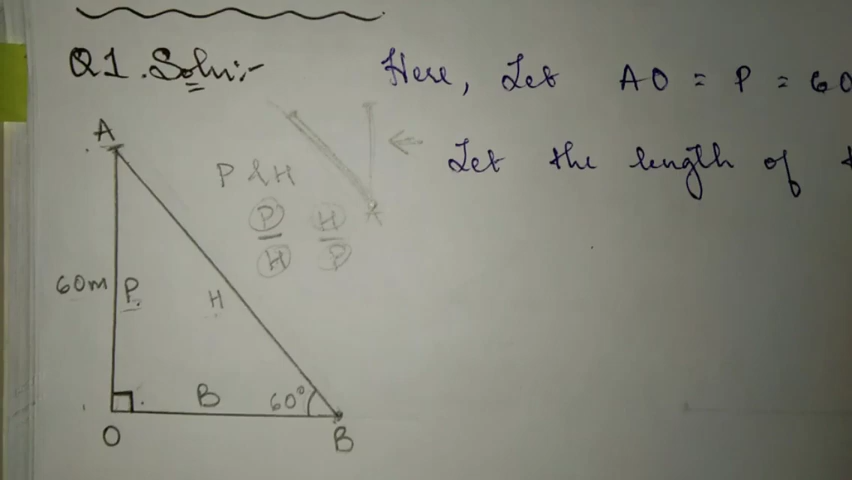 Q1. Soln:-
Here, Let AO = P = 60
Let the length of
A
P & H
P H
H P
A
60m P
H
B 60°
O B